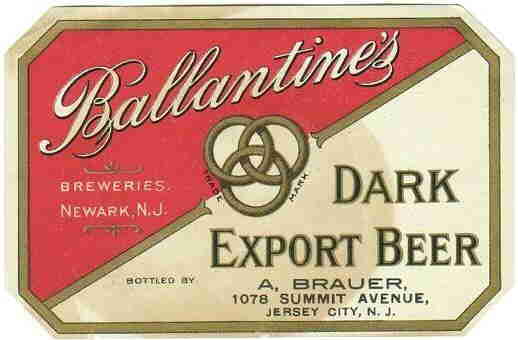 Ballantine's
BREWERIES.
NEWARK, N.J.
TRADE MARK
DARK
EXPORT BEER
BOTTLED BY
A, BRAUER,
1078 SUMMIT AVENUE,
JERSEY CITY, N. J.